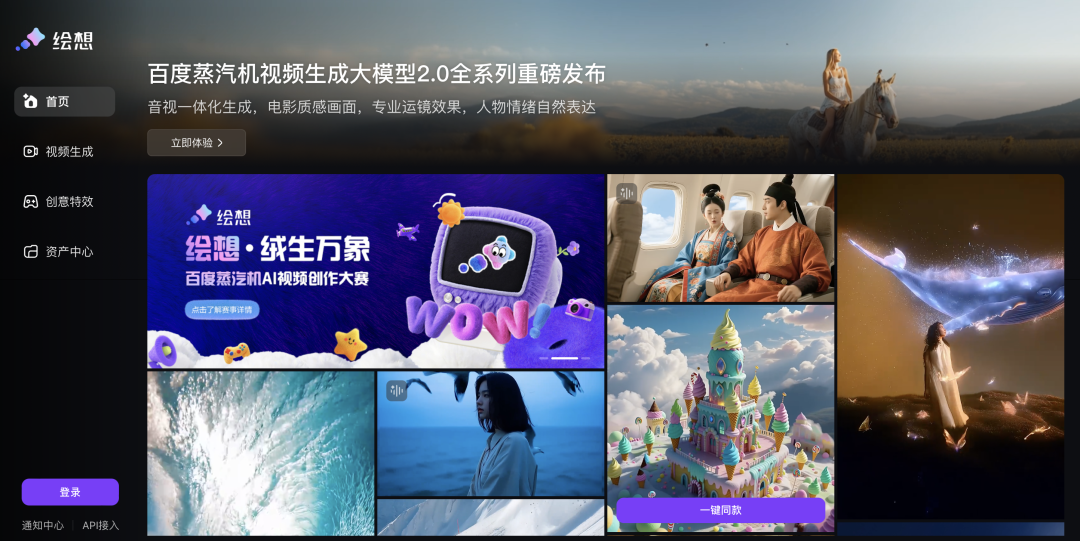 绘想
首页
视频生成
创意特效
资产中心
登录
通知中心
API接入
百度蒸汽机视频生成大模型2.0全系列重磅发布
音视一体化生成，电影质感画面，专业运镜效果，人物情绪自然表达
立即体验 >
绘想
绘想·绒生万象
百度蒸汽机AI视频创作大赛
点击了解赛事详情
WOW!
一键同款